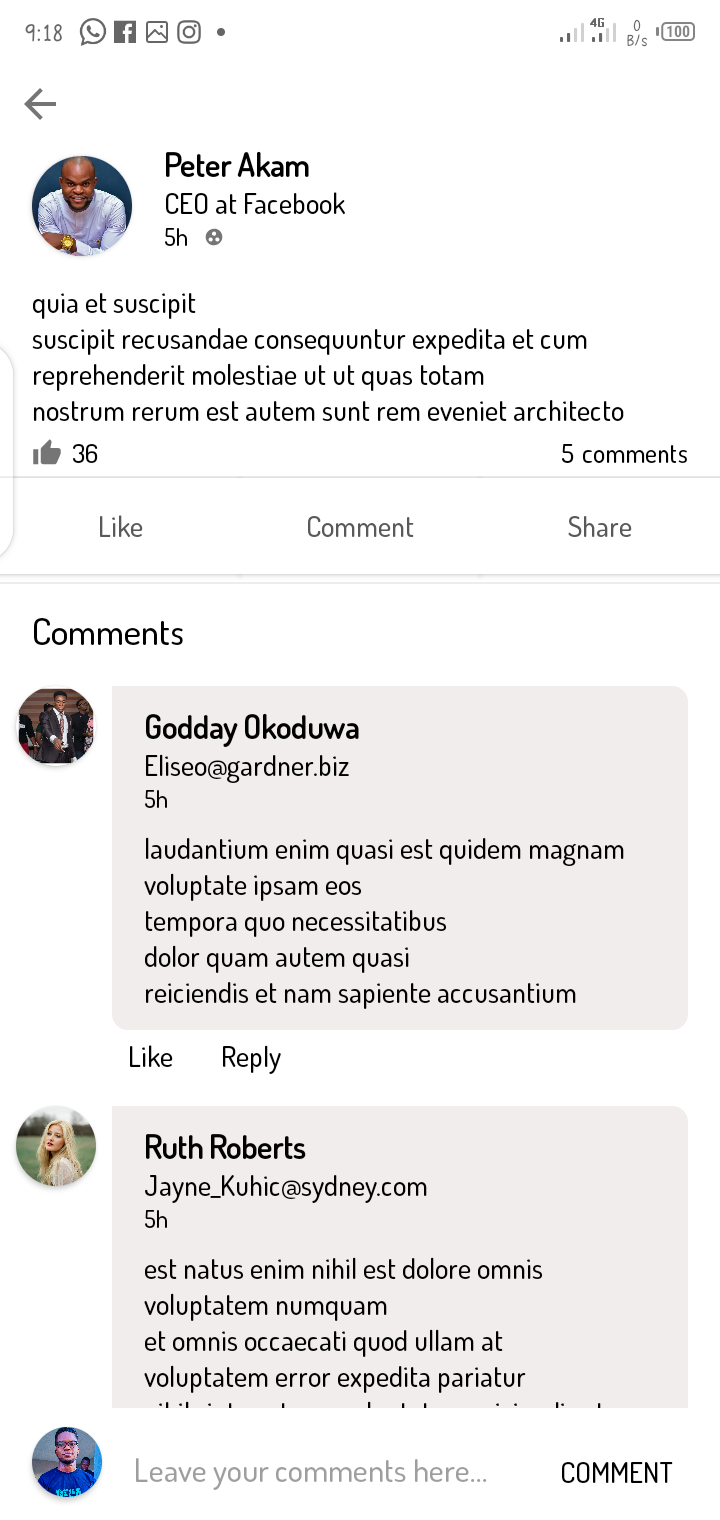 9:18
4G
0
B/s
100
Peter Akam
CEO at Facebook
5h
quia et suscipit
suscipit recusandae consequuntur expedita et cum
reprehenderit molestiae ut ut quas totam
nostrum rerum est autem sunt rem eveniet architecto
36 5 comments
Like Comment Share
Comments
Godday Okoduwa
Eliseo@gardner.biz
5h
laudantium enim quasi est quidem magnam
voluptate ipsam eos
tempora quo necessitatibus
dolor quam autem quasi
reiciendis et nam sapiente accusantium
Like Reply
Ruth Roberts
Jayne_Kuhic@sydney.com
5h
est natus enim nihil est dolore omnis
voluptatem numquam
et omnis occaecati quod ullam at
voluptatem error expedita pariatur
Leave your comments here... COMMENT